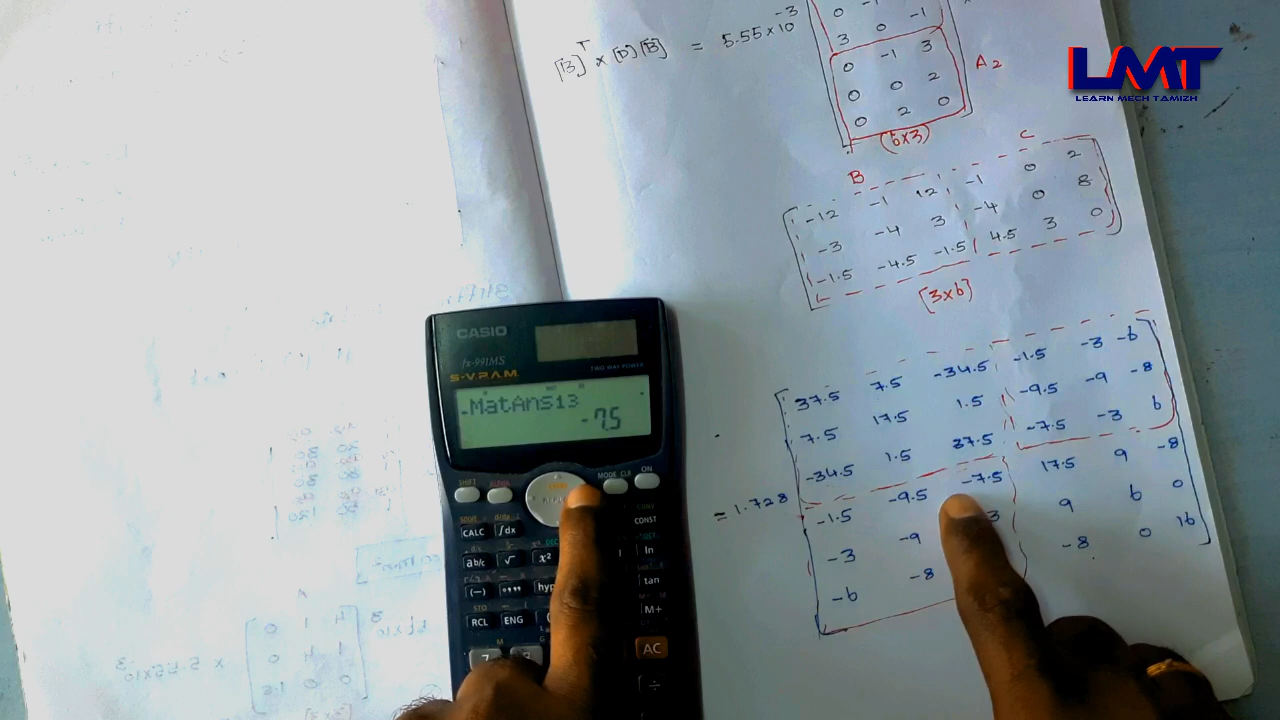 LMT
LEARN MECH TAMIZH
0 -1
0 -1
3 0
[B]ᵀ × [D][B] = 5.55×10⁻³
0 -1 3
0 0 2
0 2 0
A2
(6×3)
B C
-12 -1 12 -1 0 2
-3 -4 3 -4 0 8
-1.5 -4.5 -1.5 4.5 3 0
[3×6]
CASIO
fx-991MS
S-V.P.A.M.
TWO WAY POWER
MatAns13
-7.5
SHIFT ALPHA MODE CLR ON
CALC ∫dx CONST
ab/c √ x² ln
(−) °,,, hyp tan
STO
RCL ENG M+
AC
7
÷
= 1.728
37.5 7.5 -34.5 -1.5 -3 -6
7.5 17.5 1.5 -9.5 -9 -8
-34.5 1.5 37.5 -7.5 -3 6
-1.5 -9.5 -7.5 17.5 9 -8
-3 -9 3 9 6 0
-6 -8 -8 0 16